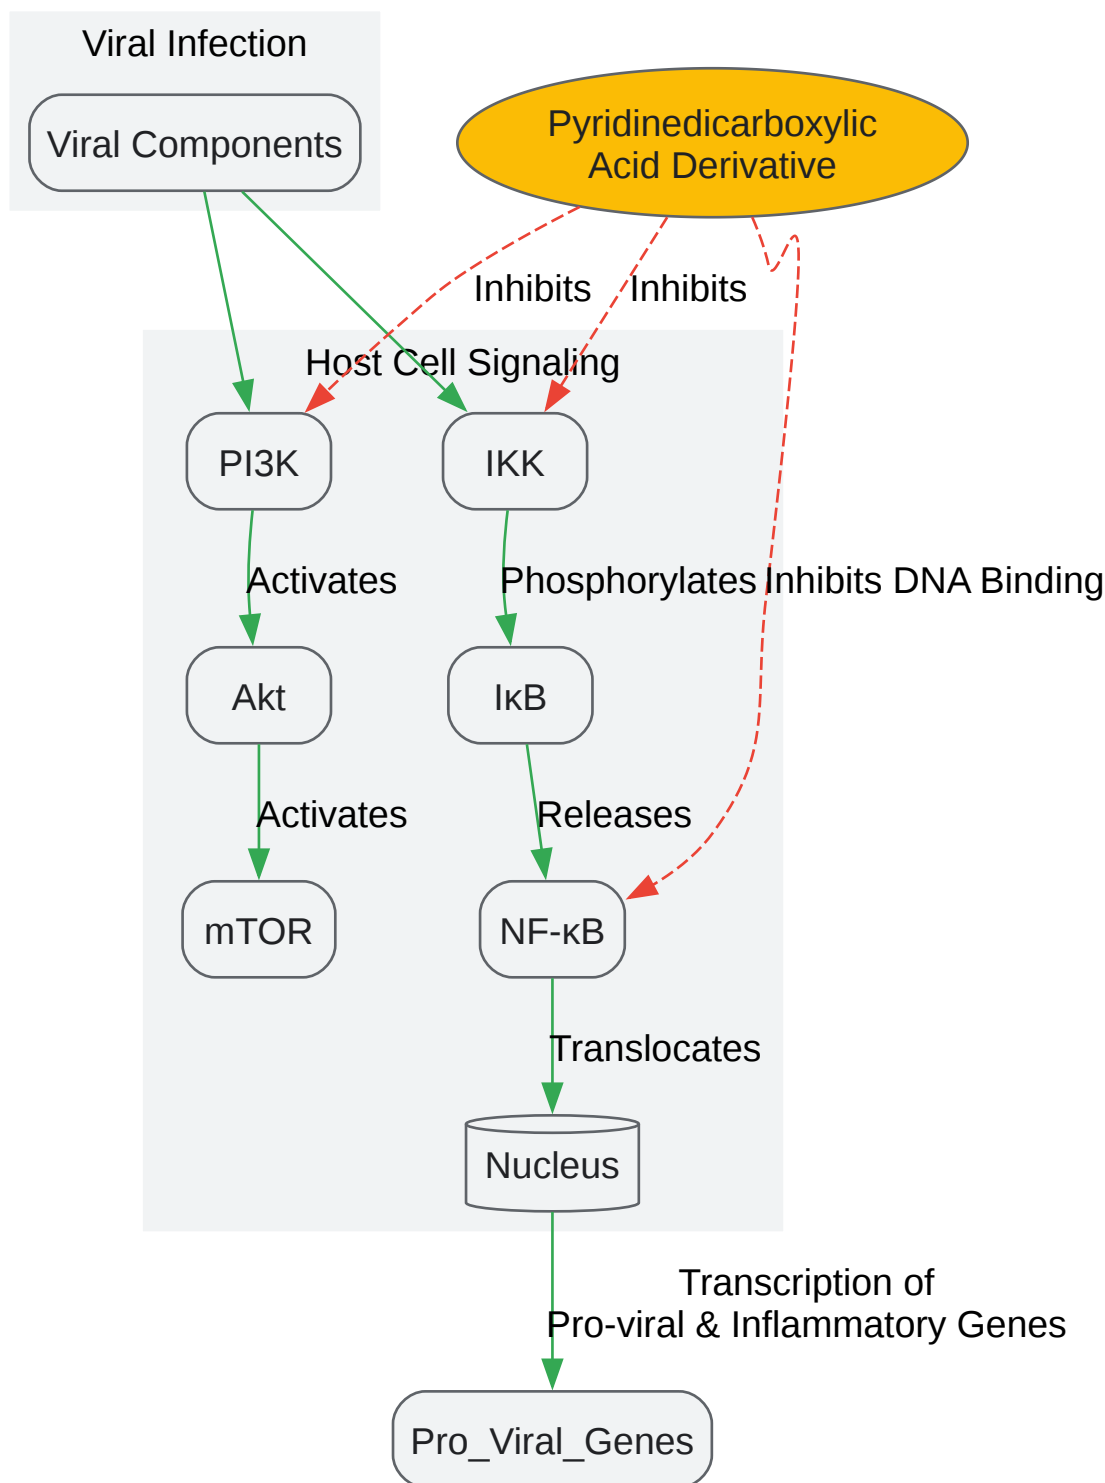 Viral Infection
Viral Components
Pyridinedicarboxylic
Acid Derivative
Inhibits
Inhibits
Host Cell Signaling
PI3K
IKK
Activates
Phosphorylates
Inhibits DNA Binding
Akt
IκB
Activates
Releases
mTOR
NF-κB
Translocates
Nucleus
Transcription of
Pro-viral & Inflammatory Genes
Pro_Viral_Genes